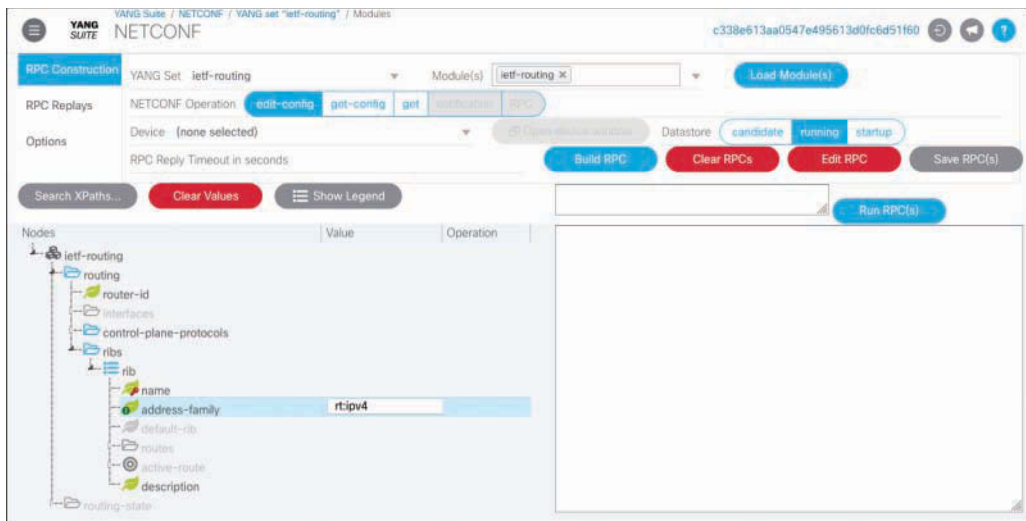 YANG Suite / NETCONF / YANG set "ietf-routing" / Modules
YANG SUITE
NETCONF
c338e613aa0547e495613d0fc6d51f60
RPC Construction
RPC Replays
Options
YANG Set ietf-routing Module(s) ietf-routing × Load Module(s)
NETCONF Operation edit-config get-config get notification RPC
Device (none selected) Open device window Datastore candidate running startup
RPC Reply Timeout in seconds Build RPC Clear RPCs Edit RPC Save RPC(s)
Search XPaths... Clear Values Show Legend
Run RPC(s)
Nodes Value Operation
ietf-routing
routing
router-id
interfaces
control-plane-protocols
ribs
rib
name
address-family rt:ipv4
default-rib
routes
active-route
description
routing-state